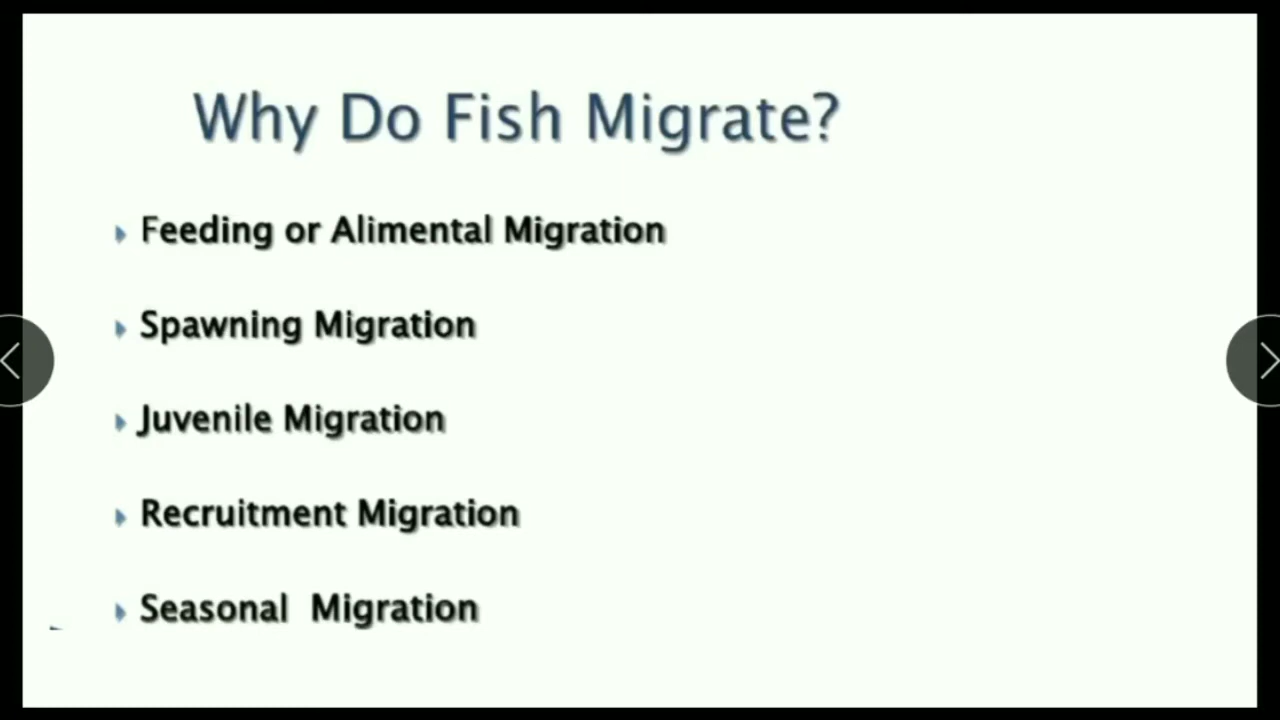 Why Do Fish Migrate?
Feeding or Alimental Migration
Spawning Migration
Juvenile Migration
Recruitment Migration
Seasonal Migration